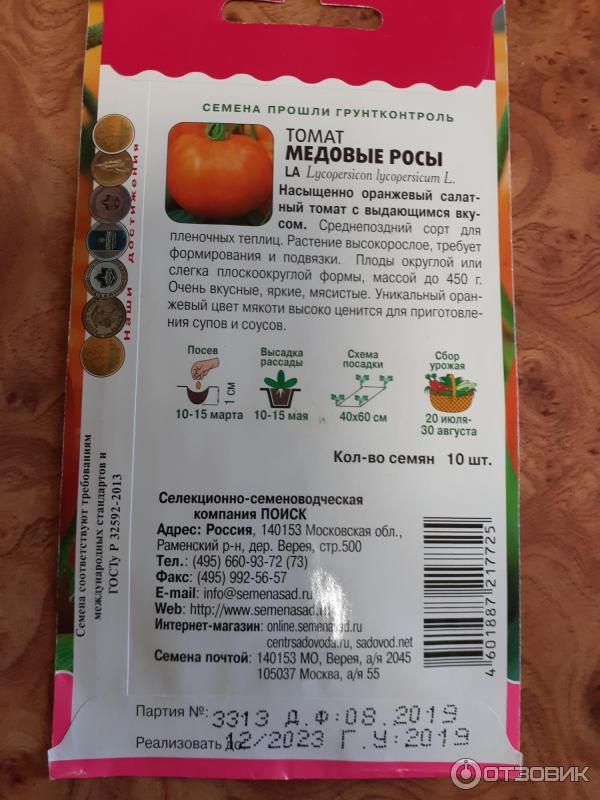 СЕМЕНА ПРОШЛИ ГРУНТКОНТРОЛЬ
ТОМАТ
МЕДОВЫЕ РОСЫ
LA Lycopersicon lycopersicum L.
Насыщенно оранжевый салат-
ный томат с выдающимся вку-
сом. Среднепоздний сорт для
пленочных теплиц. Растение высокорослое, требует
формирования и подвязки. Плоды округлой или
слегка плоскоокруглой формы, массой до 450 г.
Очень вкусные, яркие, мясистые. Уникальный оран-
жевый цвет мякоти высоко ценится для приготовле-
ния супов и соусов.
Наши достижения
Посев
1 см
10-15 марта
Высадка
рассады
10-15 мая
Схема
посадки
40х60 см
Сбор
урожая
20 июля-
30 августа
Кол-во семян 10 шт.
Семена соответствуют требованиям
международных стандартов и
ГОСТу Р 32592-2013
Селекционно-семеноводческая
компания ПОИСК
Адрес: Россия, 140153 Московская обл.,
Раменский р-н, дер. Верея, стр.500
Тел.: (495) 660-93-72 (73)
Факс: (495) 992-56-57
E-mail: info@semenasad.ru
Web: http://www.semenasad.ru
Интернет-магазин: online.semenasad.ru
centrsadovoda.ru, sadovod.net
Семена почтой: 140153 МО, Верея, а/я 2045
105037 Москва, а/я 55
4 601887 217725
Партия №: 3313 Д.Ф:08.2019
Реализовать до: 12/2023 Г.У:2019
ОТЗОВИК